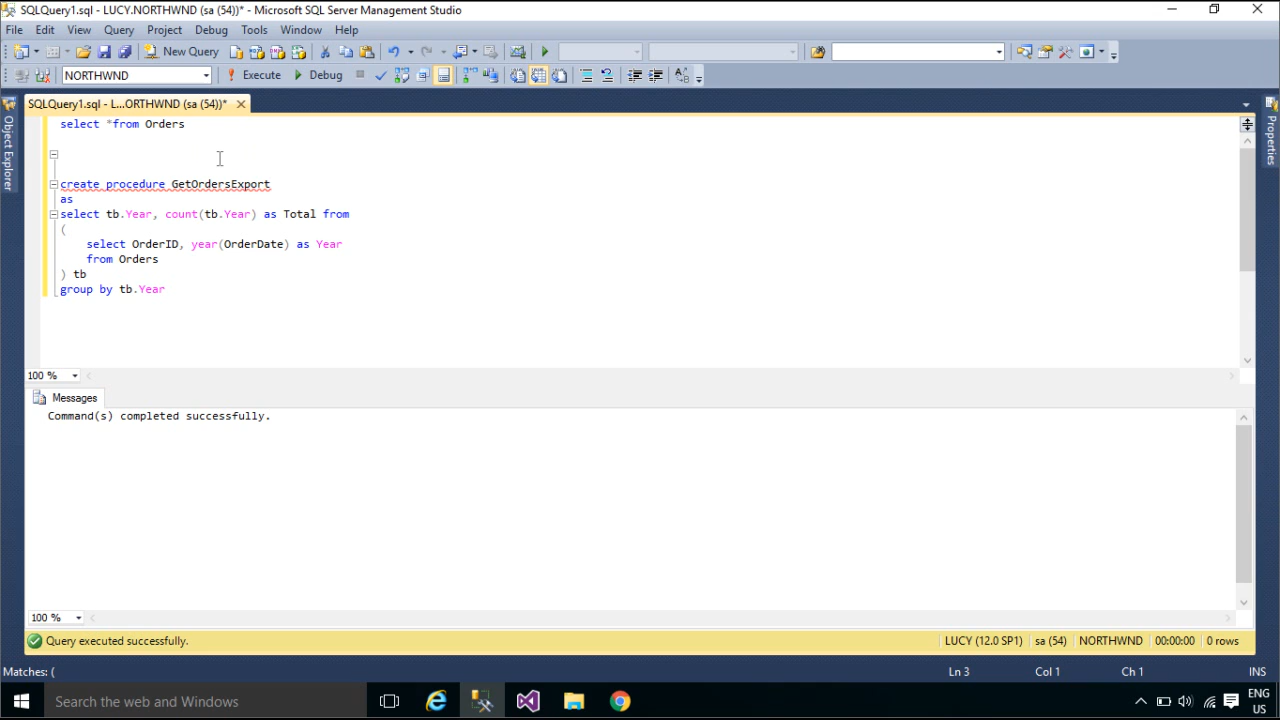 SQLQuery1.sql - LUCY.NORTHWND (sa (54))* - Microsoft SQL Server Management Studio
File Edit View Query Project Debug Tools Window Help
New Query
NORTHWND Execute Debug
SQLQuery1.sql - L...ORTHWND (sa (54))*
Object Explorer
Properties
select *from Orders
create procedure GetOrdersExport
as
select tb.Year, count(tb.Year) as Total from
(
select OrderID, year(OrderDate) as Year
from Orders
) tb
group by tb.Year
100 %
Messages
Command(s) completed successfully.
100 %
Query executed successfully. LUCY (12.0 SP1) sa (54) NORTHWND 00:00:00 0 rows
Matches: ( Ln 3 Col 1 Ch 1 INS
Search the web and Windows
ENG
US